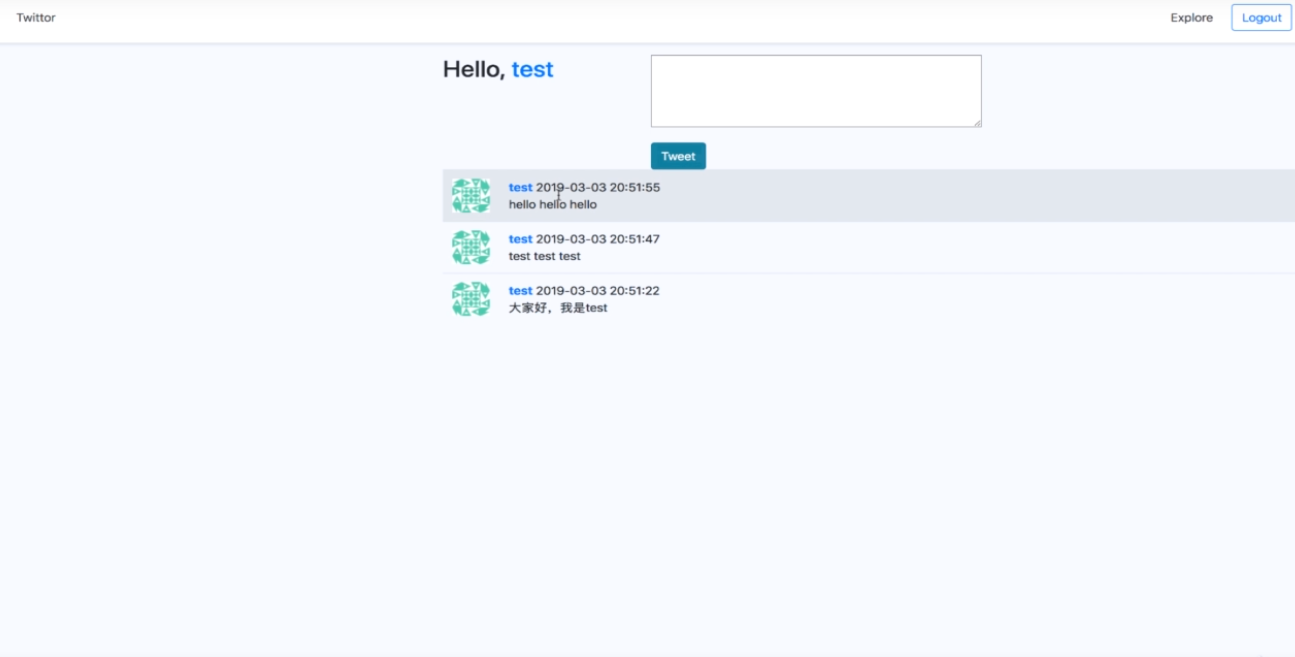 Twittor
Explore
Logout
Hello, test
Tweet
test 2019-03-03 20:51:55
hello hello hello
test 2019-03-03 20:51:47
test test test
test 2019-03-03 20:51:22
大家好，我是test